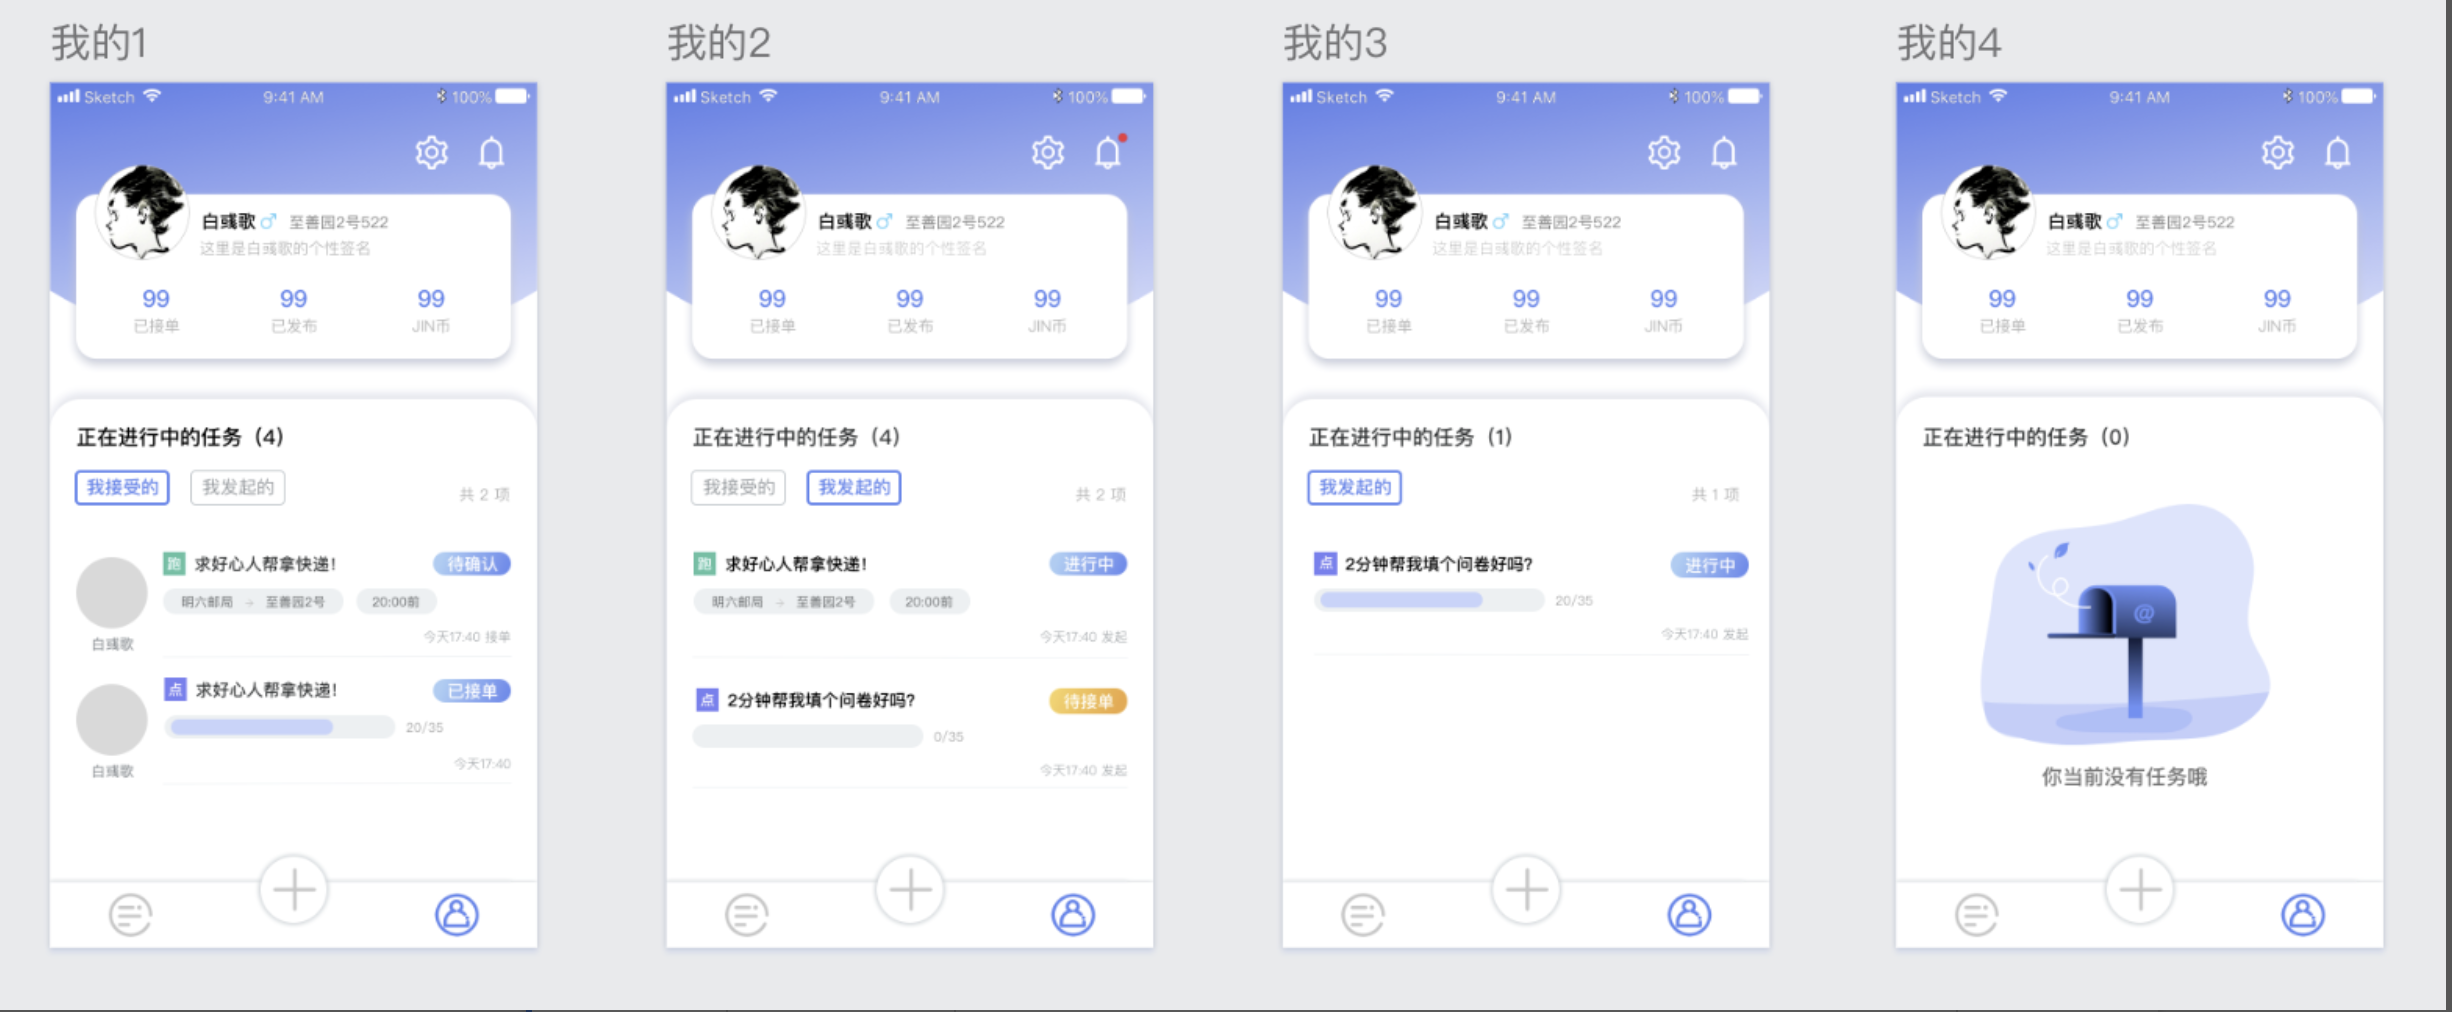 我的1
Sketch 9:41 AM 100%
白彧歌 至善园2号522
这里是白彧歌的个性签名
99 99 99
已接单 已发布 JIN币
正在进行中的任务（4）
我接受的 我发起的 共 2 项
跑 求好心人帮拿快递! 待确认
明六邮局 → 至善园2号 20:00前
今天17:40 接单
白彧歌
点 求好心人帮拿快递! 已接单
20/35
今天17:40
白彧歌
我的2
Sketch 9:41 AM 100%
白彧歌 至善园2号522
这里是白彧歌的个性签名
99 99 99
已接单 已发布 JIN币
正在进行中的任务（4）
我接受的 我发起的 共 2 项
跑 求好心人帮拿快递! 进行中
明六邮局 → 至善园2号 20:00前
今天17:40 发起
点 2分钟帮我填个问卷好吗? 待接单
0/35
今天17:40 发起
我的3
Sketch 9:41 AM 100%
白彧歌 至善园2号522
这里是白彧歌的个性签名
99 99 99
已接单 已发布 JIN币
正在进行中的任务（1）
我发起的 共 1 项
点 2分钟帮我填个问卷好吗? 进行中
20/35
今天17:40 发起
我的4
Sketch 9:41 AM 100%
白彧歌 至善园2号522
这里是白彧歌的个性签名
99 99 99
已接单 已发布 JIN币
正在进行中的任务（0）
@
你当前没有任务哦